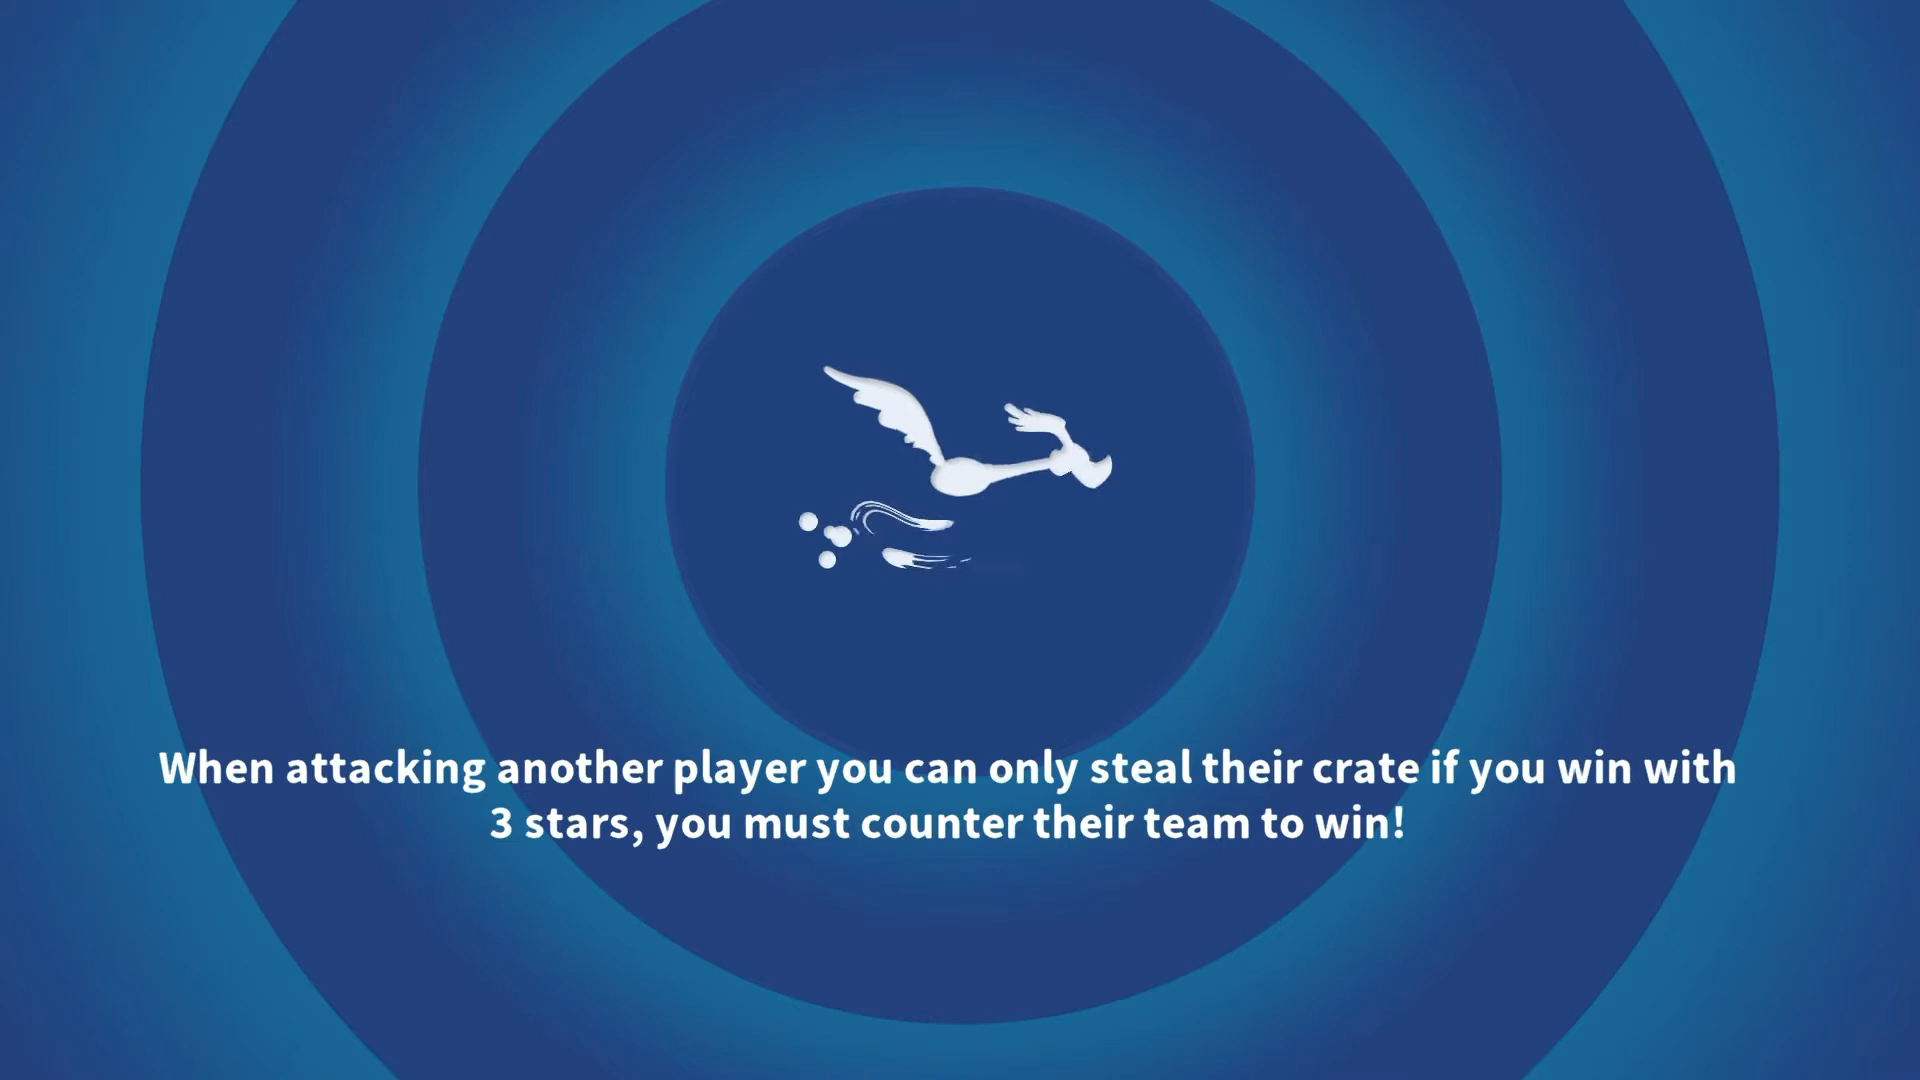 When attacking another player you can only steal their crate if you win with
3 stars, you must counter their team to win!